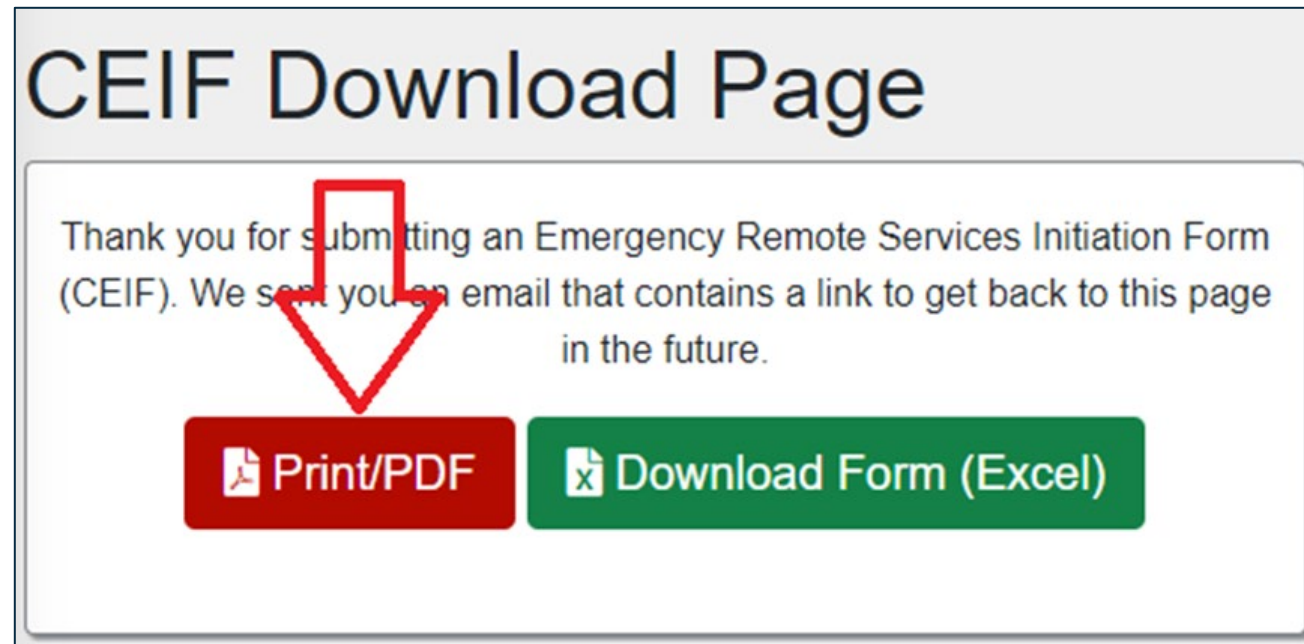 CEIF Download Page
Thank you for submitting an Emergency Remote Services Initiation Form
(CEIF). We sent you an email that contains a link to get back to this page
in the future.
Print/PDF
Download Form (Excel)